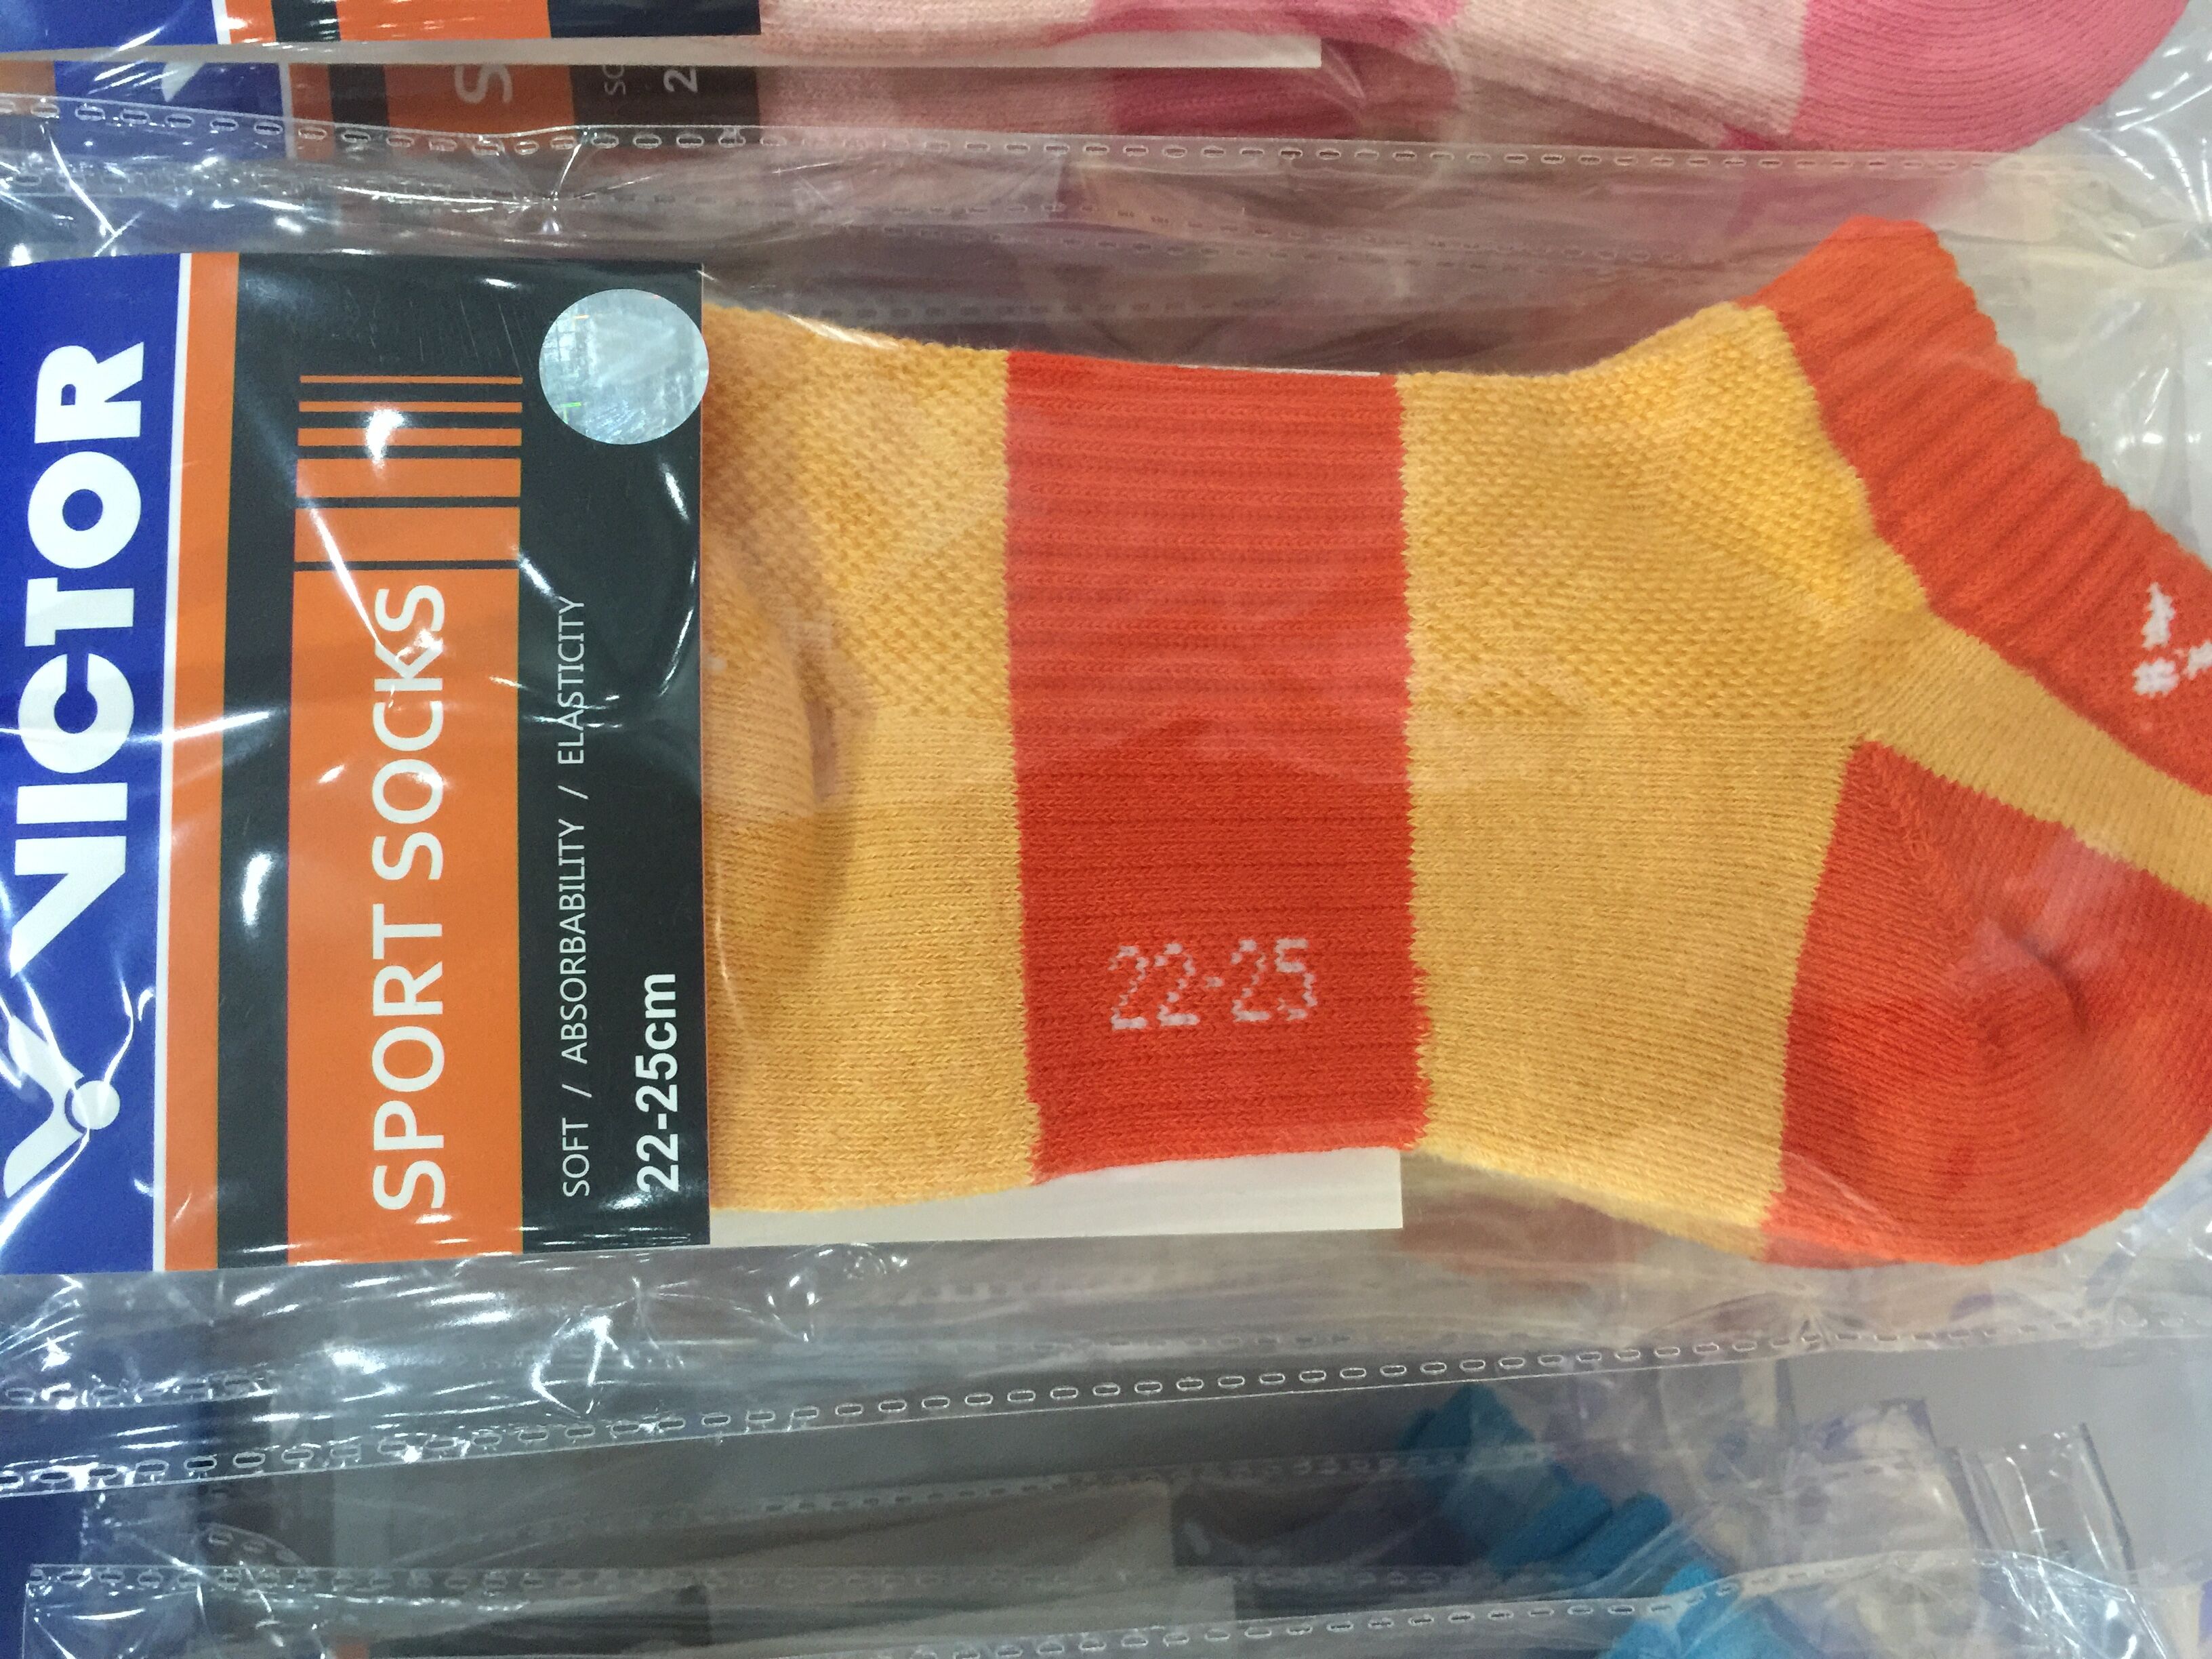 VICTOR
SPORT SOCKS
SOFT / ABSORBABILITY / ELASTICITY
22-25cm
22-25